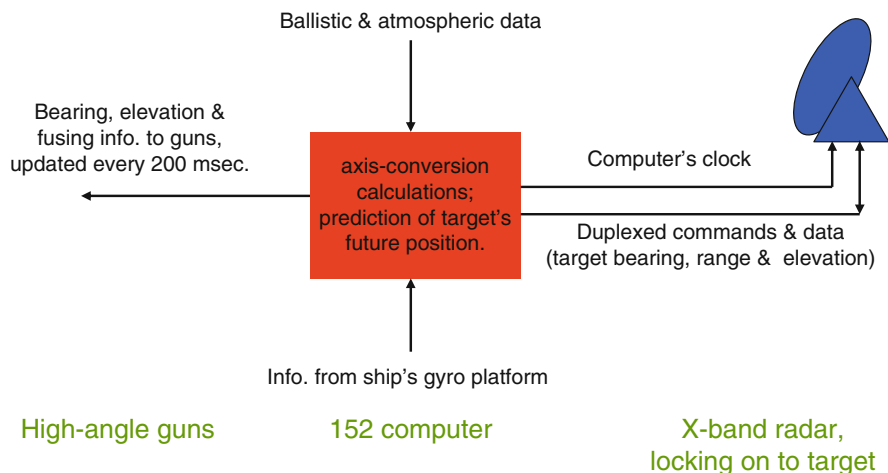 Ballistic & atmospheric data
Bearing, elevation &
fusing info. to guns,
updated every 200 msec.
axis-conversion
calculations;
prediction of target's
future position.
Computer's clock
Duplexed commands & data
(target bearing, range & elevation)
Info. from ship's gyro platform
High-angle guns
152 computer
X-band radar,
locking on to target